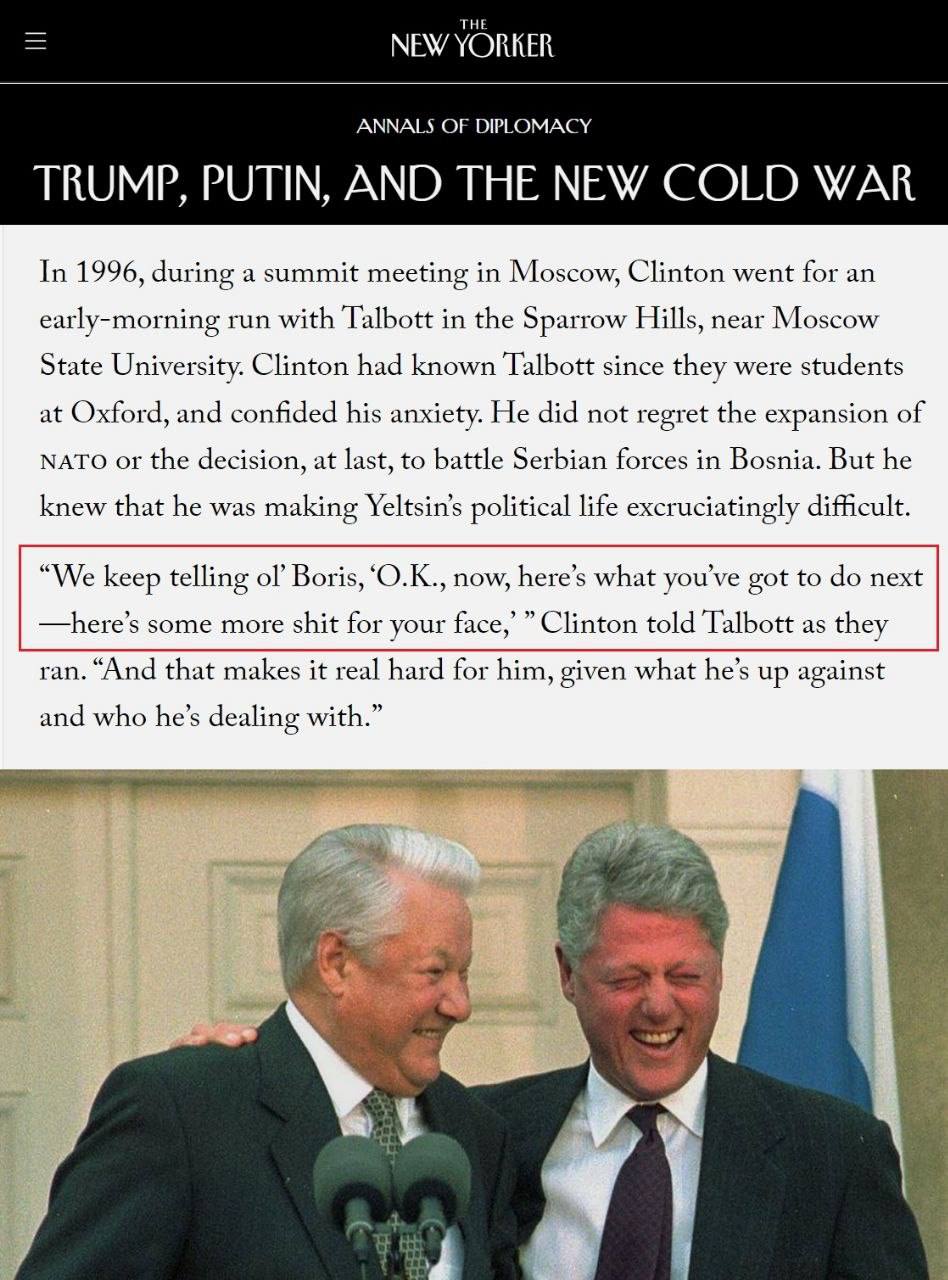 THE
NEW YORKER
ANNALS OF DIPLOMACY
TRUMP, PUTIN, AND THE NEW COLD WAR
In 1996, during a summit meeting in Moscow, Clinton went for an
early-morning run with Talbott in the Sparrow Hills, near Moscow
State University. Clinton had known Talbott since they were students
at Oxford, and confided his anxiety. He did not regret the expansion of
NATO or the decision, at last, to battle Serbian forces in Bosnia. But he
knew that he was making Yeltsin’s political life excruciatingly difficult.
“We keep telling ol’ Boris, ‘O.K., now, here’s what you’ve got to do next
—here’s some more shit for your face,’ ” Clinton told Talbott as they
ran. “And that makes it real hard for him, given what he’s up against
and who he’s dealing with.”